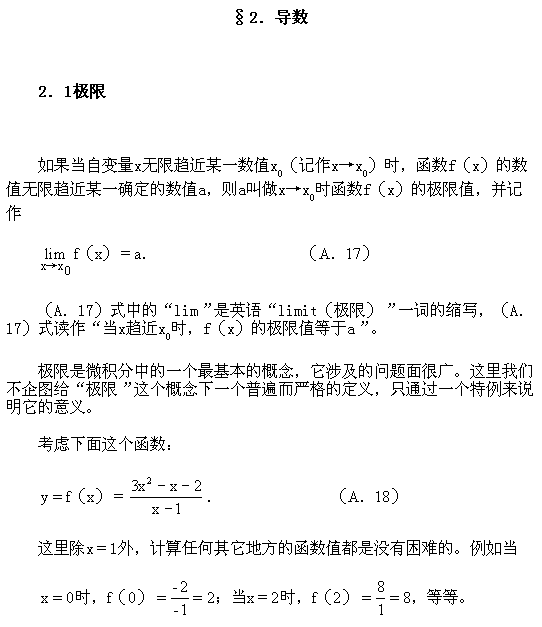 §2．导数
2．1极限
如果当自变量x无限趋近某一数值x₀（记作x→x₀）时，函数f（x）的数
值无限趋近某一确定的数值a，则a叫做x→x₀时函数f（x）的极限值，并记
作
lim f（x）＝a． （A．17）
x→x₀
（A．17）式中的“lim”是英语“limit（极限）”一词的缩写，（A．
17）式读作“当x趋近x₀时，f（x）的极限值等于a”。
极限是微积分中的一个最基本的概念，它涉及的问题面很广。这里我们
不企图给“极限”这个概念下一个普遍而严格的定义，只通过一个特例来说
明它的意义。
考虑下面这个函数：
y＝f（x）＝(3x²－x－2)/(x－1)． （A．18）
这里除x＝1外，计算任何其它地方的函数值都是没有困难的。例如当
x＝0时，f（0）＝-2/-1＝2；当x＝2时，f（2）＝8/1＝8，等等。